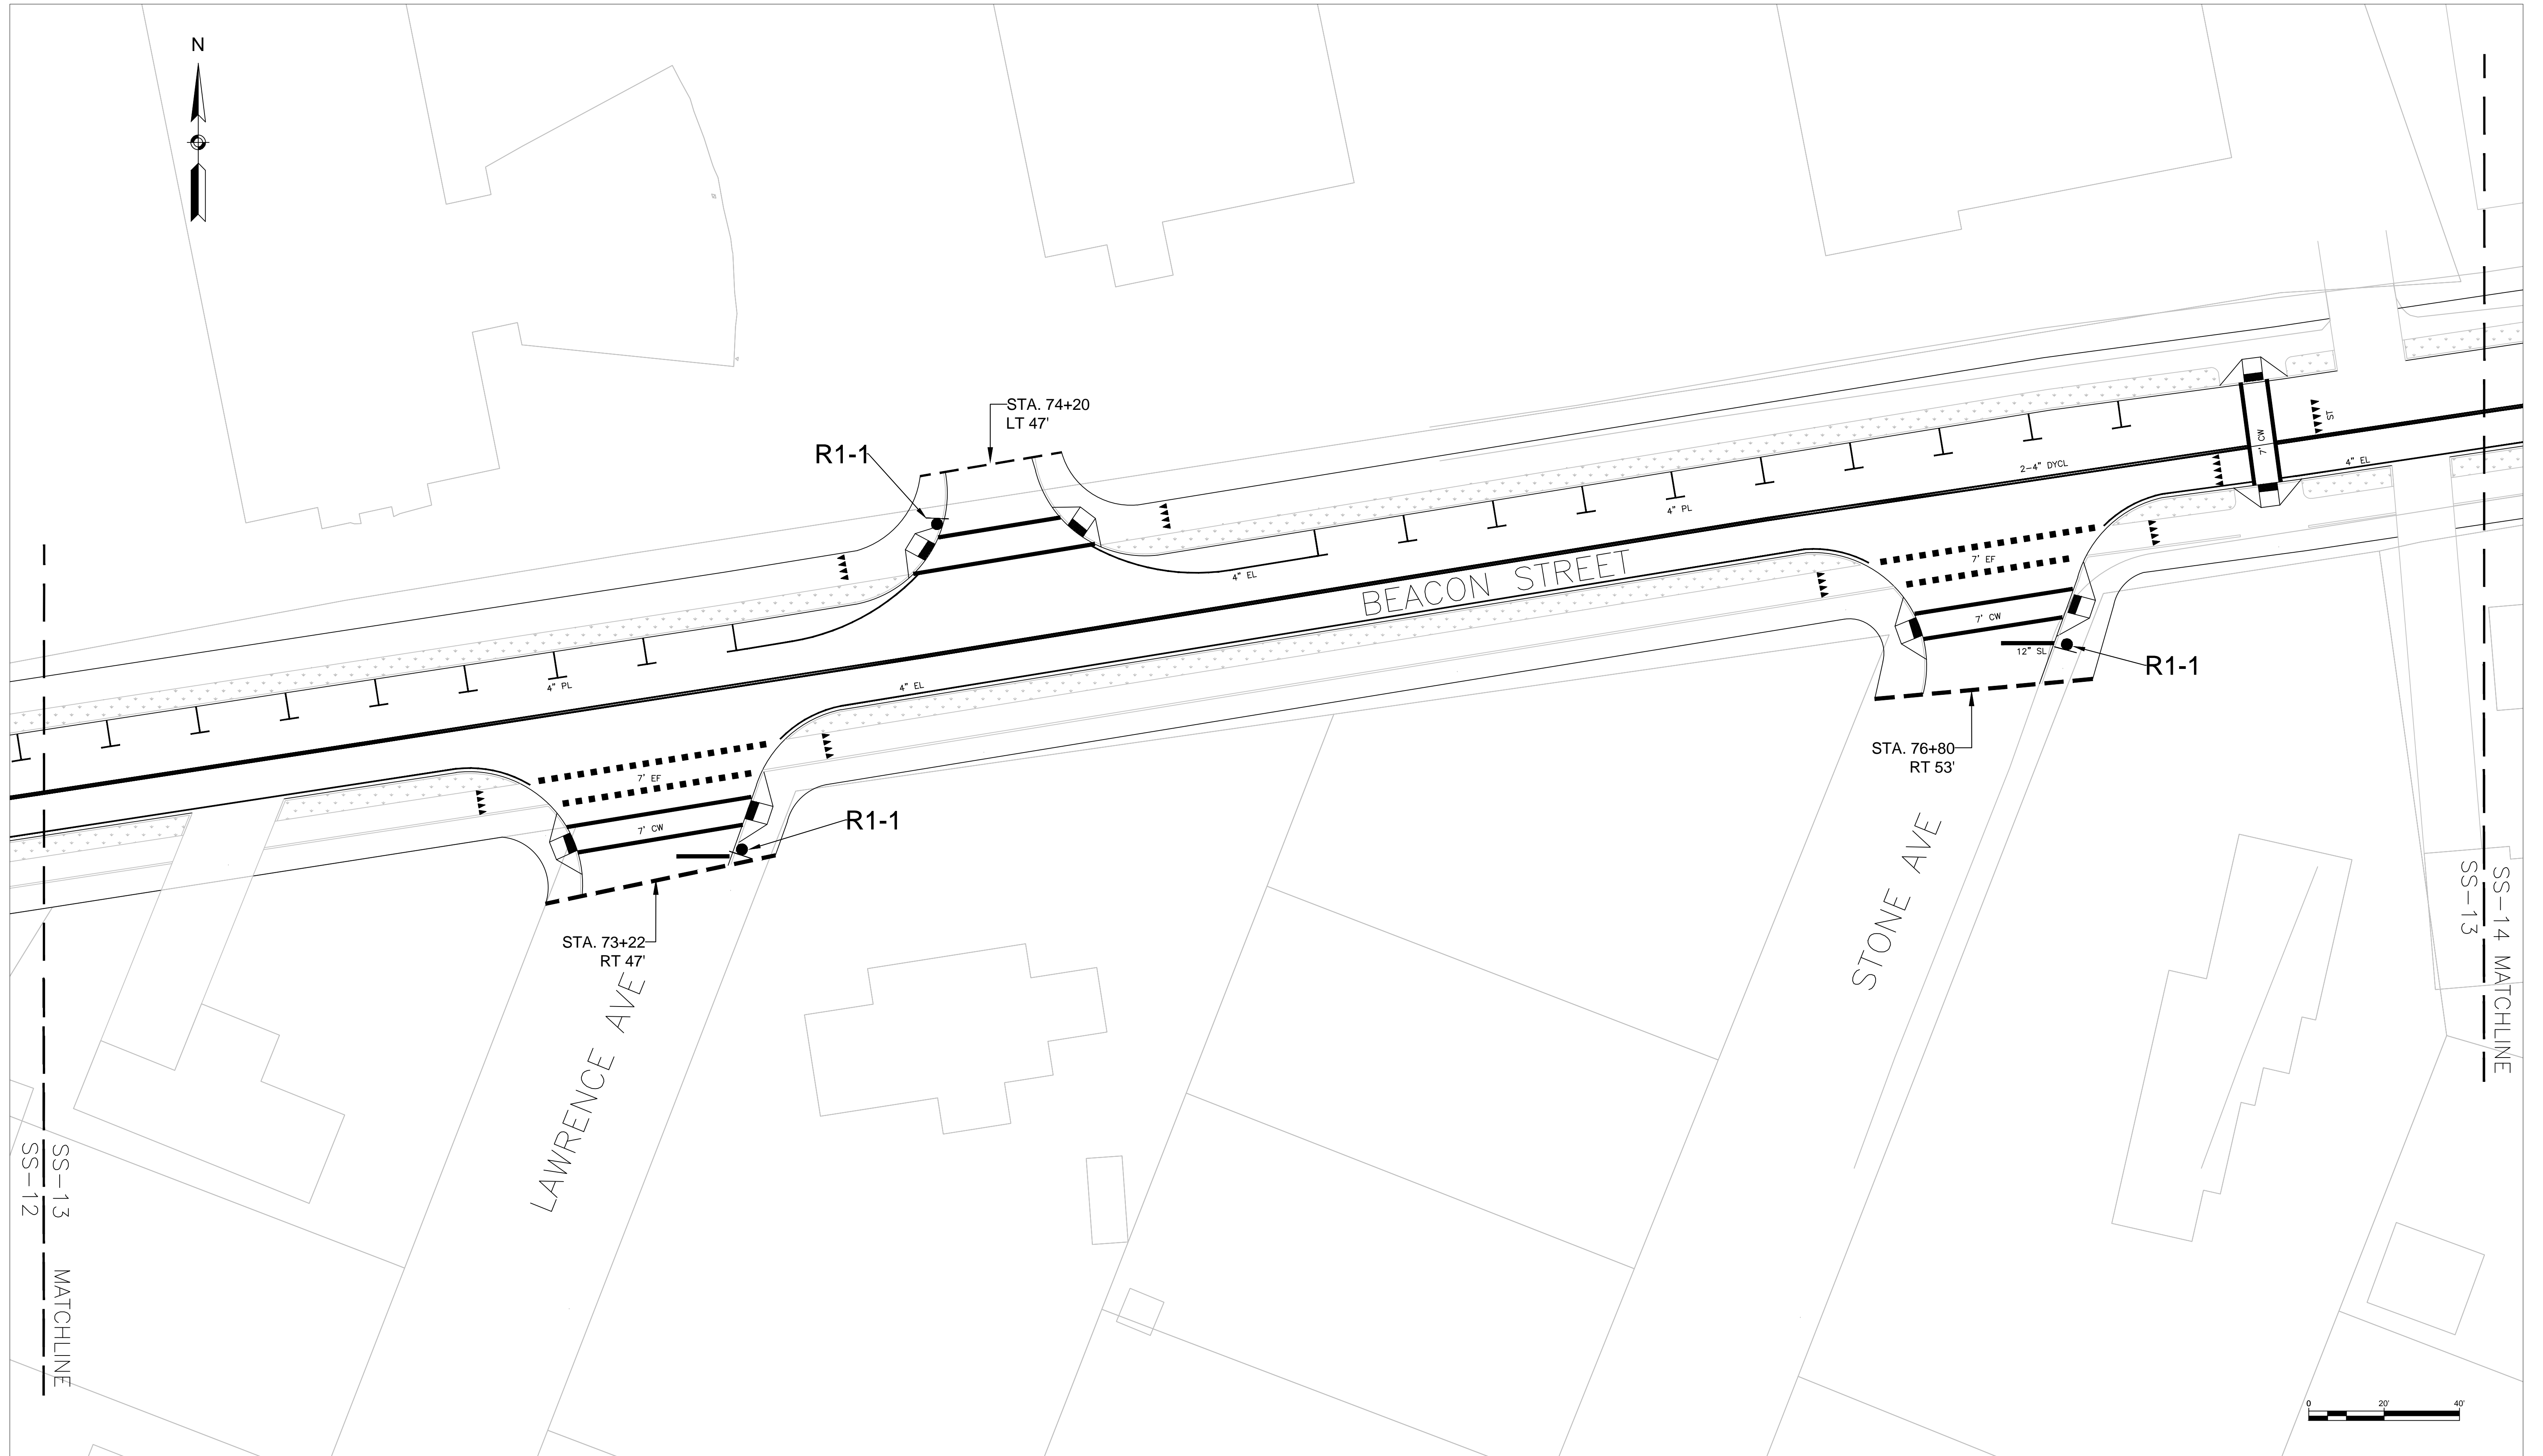 N
STA. 74+20
LT 47'
R1-1
ST
7' CW
2-4" DYCL
4" EL
4" PL
BEACON STREET
4" EL
7' EF
7' CW
12" SL
R1-1
4" PL
4" EL
STA. 76+80
RT 53'
7' EF
7' CW
R1-1
STA. 73+22
RT 47'
LAWRENCE AVE
STONE AVE
SS-13
SS-14 MATCHLINE
SS-12
SS-13 MATCHLINE
0 20' 40'